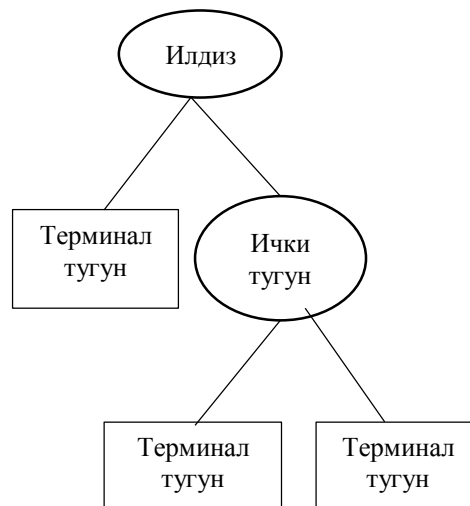 Илдиз
Терминал
тугун
Ички
тугун
Терминал
тугун
Терминал
тугун